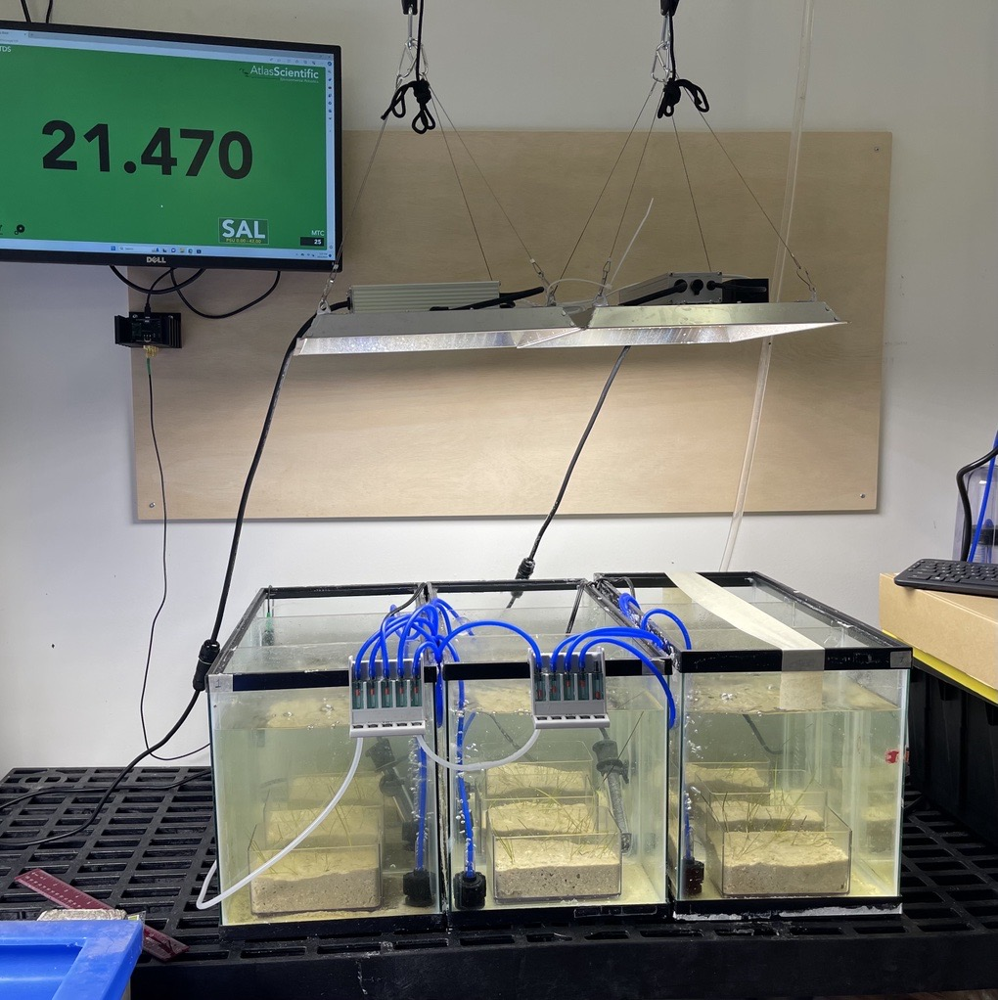 TDS
AtlasScientific
21.470
SAL
MTC
25
DELL